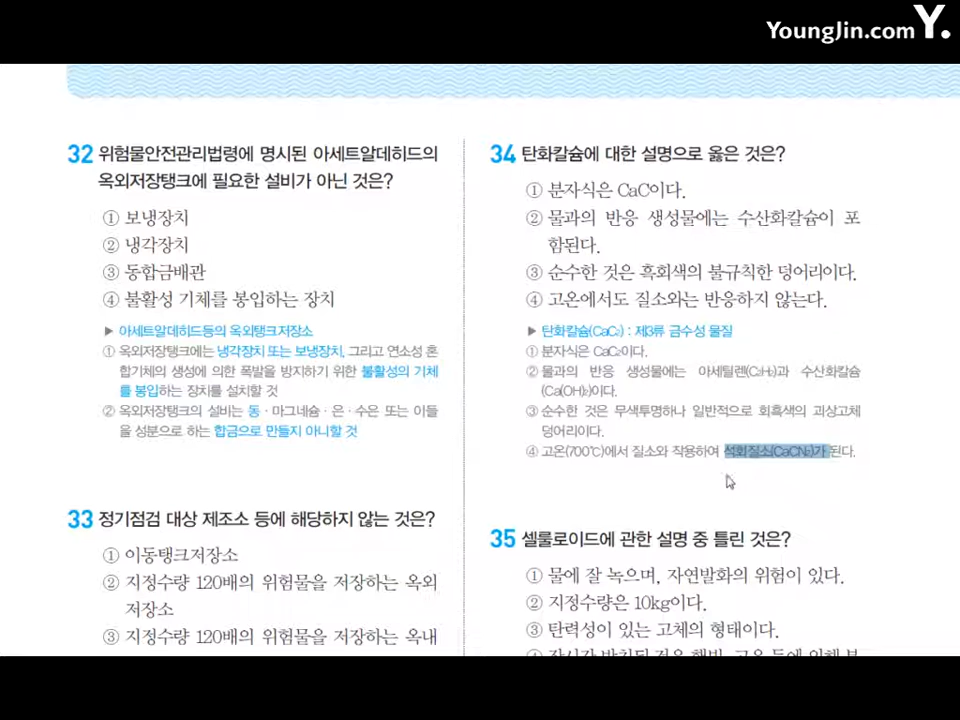 YoungJin.com Y.
32 위험물안전관리법령에 명시된 아세트알데히드의
옥외저장탱크에 필요한 설비가 아닌 것은?
① 보냉장치
② 냉각장치
③ 동합금배관
④ 불활성 기체를 봉입하는 장치
▶ 아세트알데히드등의 옥외탱크저장소
① 옥외저장탱크에는 냉각장치 또는 보냉장치, 그리고 연소성 혼
합기체의 생성에 의한 폭발을 방지하기 위한 불활성의 기체
를 봉입하는 장치를 설치할 것
② 옥외저장탱크의 설비는 동·마그네슘·은·수은 또는 이들
을 성분으로 하는 합금으로 만들지 아니할 것
33 정기점검 대상 제조소 등에 해당하지 않는 것은?
① 이동탱크저장소
② 지정수량 120배의 위험물을 저장하는 옥외
저장소
③ 지정수량 120배의 위험물을 저장하는 옥내
34 탄화칼슘에 대한 설명으로 옳은 것은?
① 분자식은 CaC이다.
② 물과의 반응 생성물에는 수산화칼슘이 포
함된다.
③ 순수한 것은 흑회색의 불규칙한 덩어리이다.
④ 고온에서도 질소와는 반응하지 않는다.
▶ 탄화칼슘(CaC₂) : 제3류 금수성 물질
① 분자식은 CaC₂이다.
② 물과의 반응 생성물에는 아세틸렌(C₂H₂)과 수산화칼슘
(Ca(OH)₂)이다.
③ 순수한 것은 무색투명하나 일반적으로 회흑색의 괴상고체
덩어리이다.
④ 고온(700℃)에서 질소와 작용하여 석회질소(CaCN₂)가 된다.
35 셀룰로이드에 관한 설명 중 틀린 것은?
① 물에 잘 녹으며, 자연발화의 위험이 있다.
② 지정수량은 10kg이다.
③ 탄력성이 있는 고체의 형태이다.